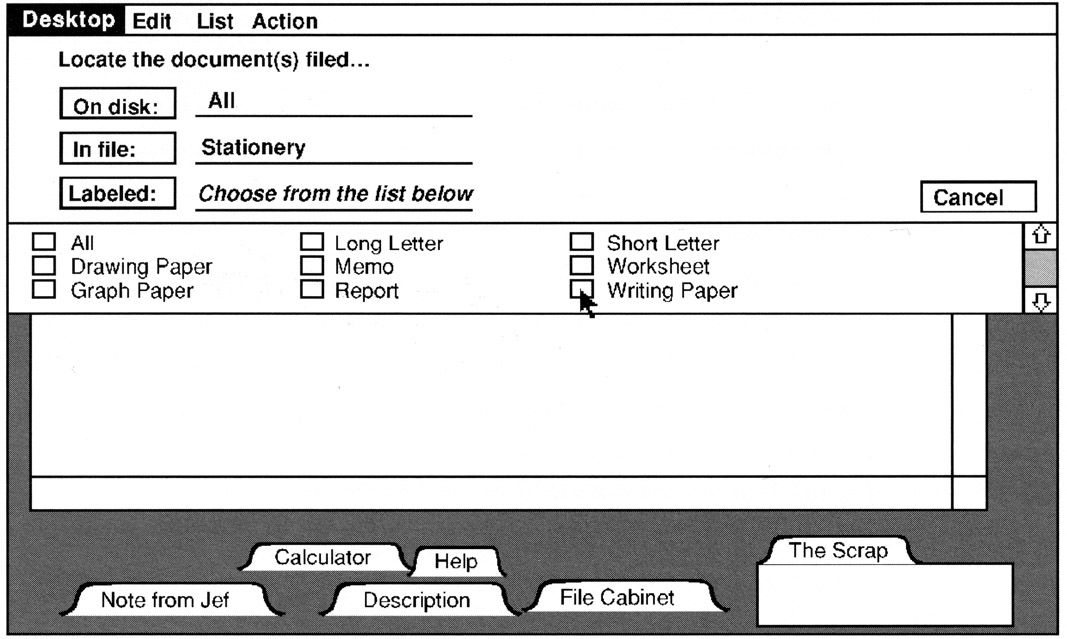 Desktop Edit List Action
Locate the document(s) filed...
On disk: All
In file: Stationery
Labeled: Choose from the list below
Cancel
All Long Letter Short Letter
Drawing Paper Memo Worksheet
Graph Paper Report Writing Paper
Calculator Help The Scrap
Note from Jef Description File Cabinet